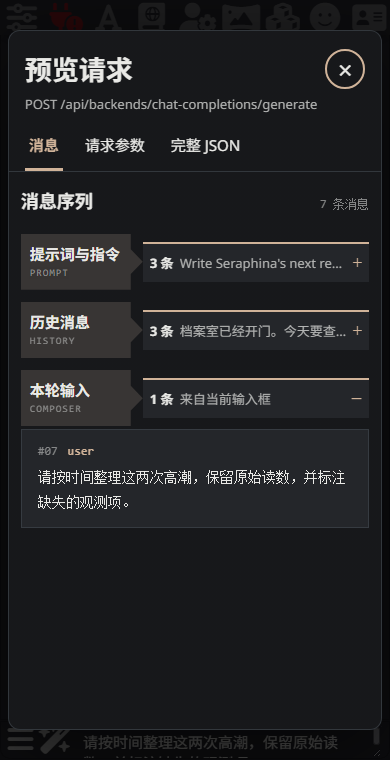 预览请求
POST /api/backends/chat-completions/generate
消息
请求参数
完整 JSON
消息序列
7 条消息
提示词与指令
PROMPT
3 条 Write Seraphina's next re...
历史消息
HISTORY
3 条 档案室已经开门。今天要查...
本轮输入
COMPOSER
1 条 来自当前输入框
#07 user
请按时间整理这两次高潮，保留原始读数，并标注
缺失的观测项。
请按时间整理这两次高潮，保留原始读